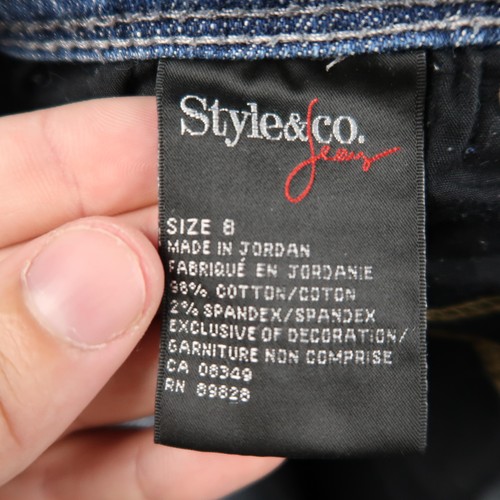 Style&co.
Jeans
SIZE 8
MADE IN JORDAN
FABRIQUÉ EN JORDANIE
98% COTTON/COTON
2% SPANDEX/SPANDEX
EXCLUSIVE OF DECORATION/
GARNITURE NON COMPRISE
CA 06349
RN 89828